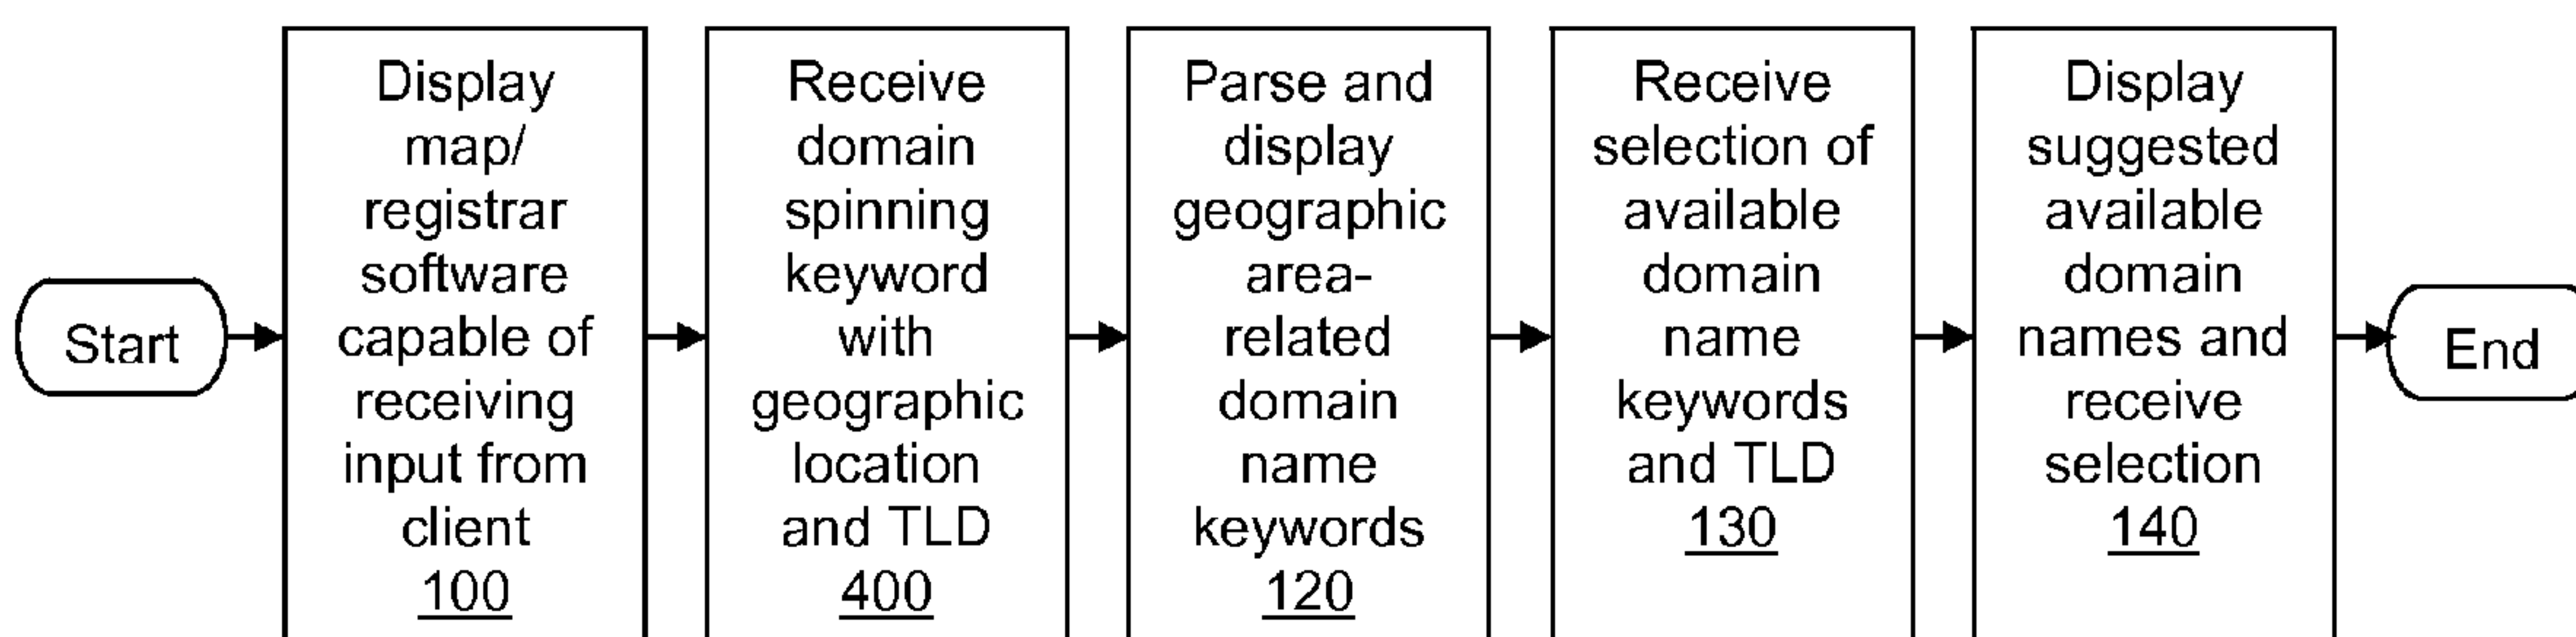 Start
Display
map/
registrar
software
capable of
receiving
input from
client
100
Receive
domain
spinning
keyword
with
geographic
location
and TLD
400
Parse and
display
geographic
area-
related
domain
name
keywords
120
Receive
selection of
available
domain
name
keywords
and TLD
130
Display
suggested
available
domain
names and
receive
selection
140
End